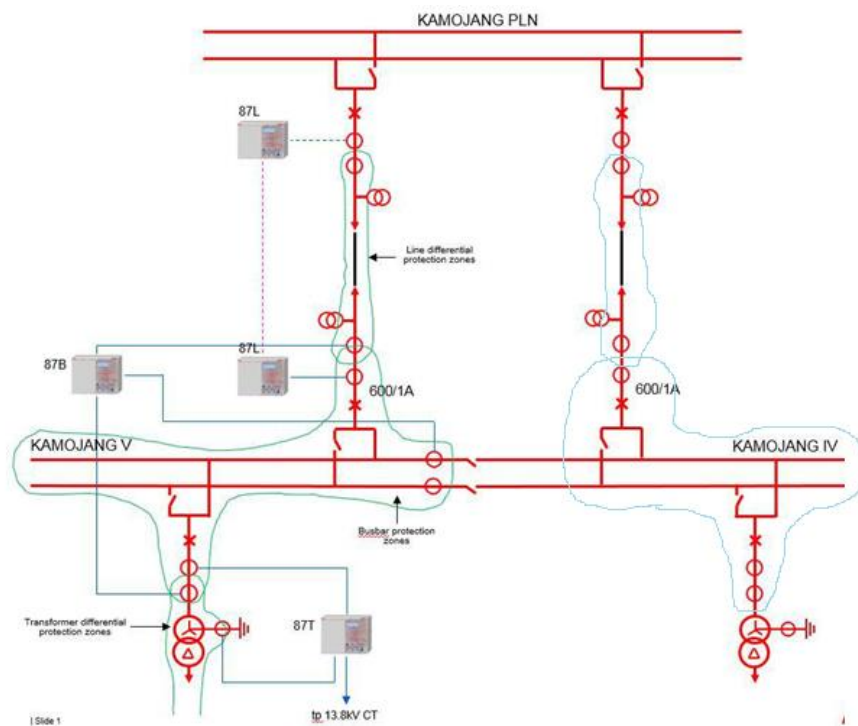 KAMOJANG PLN
87L
Line differential
protection zones
87L
87B
600/1A
600/1A
KAMOJANG V
KAMOJANG IV
Busbar protection
zones
Transformer differential
protection zones
87T
tp 13.8kV CT
| Slide 1